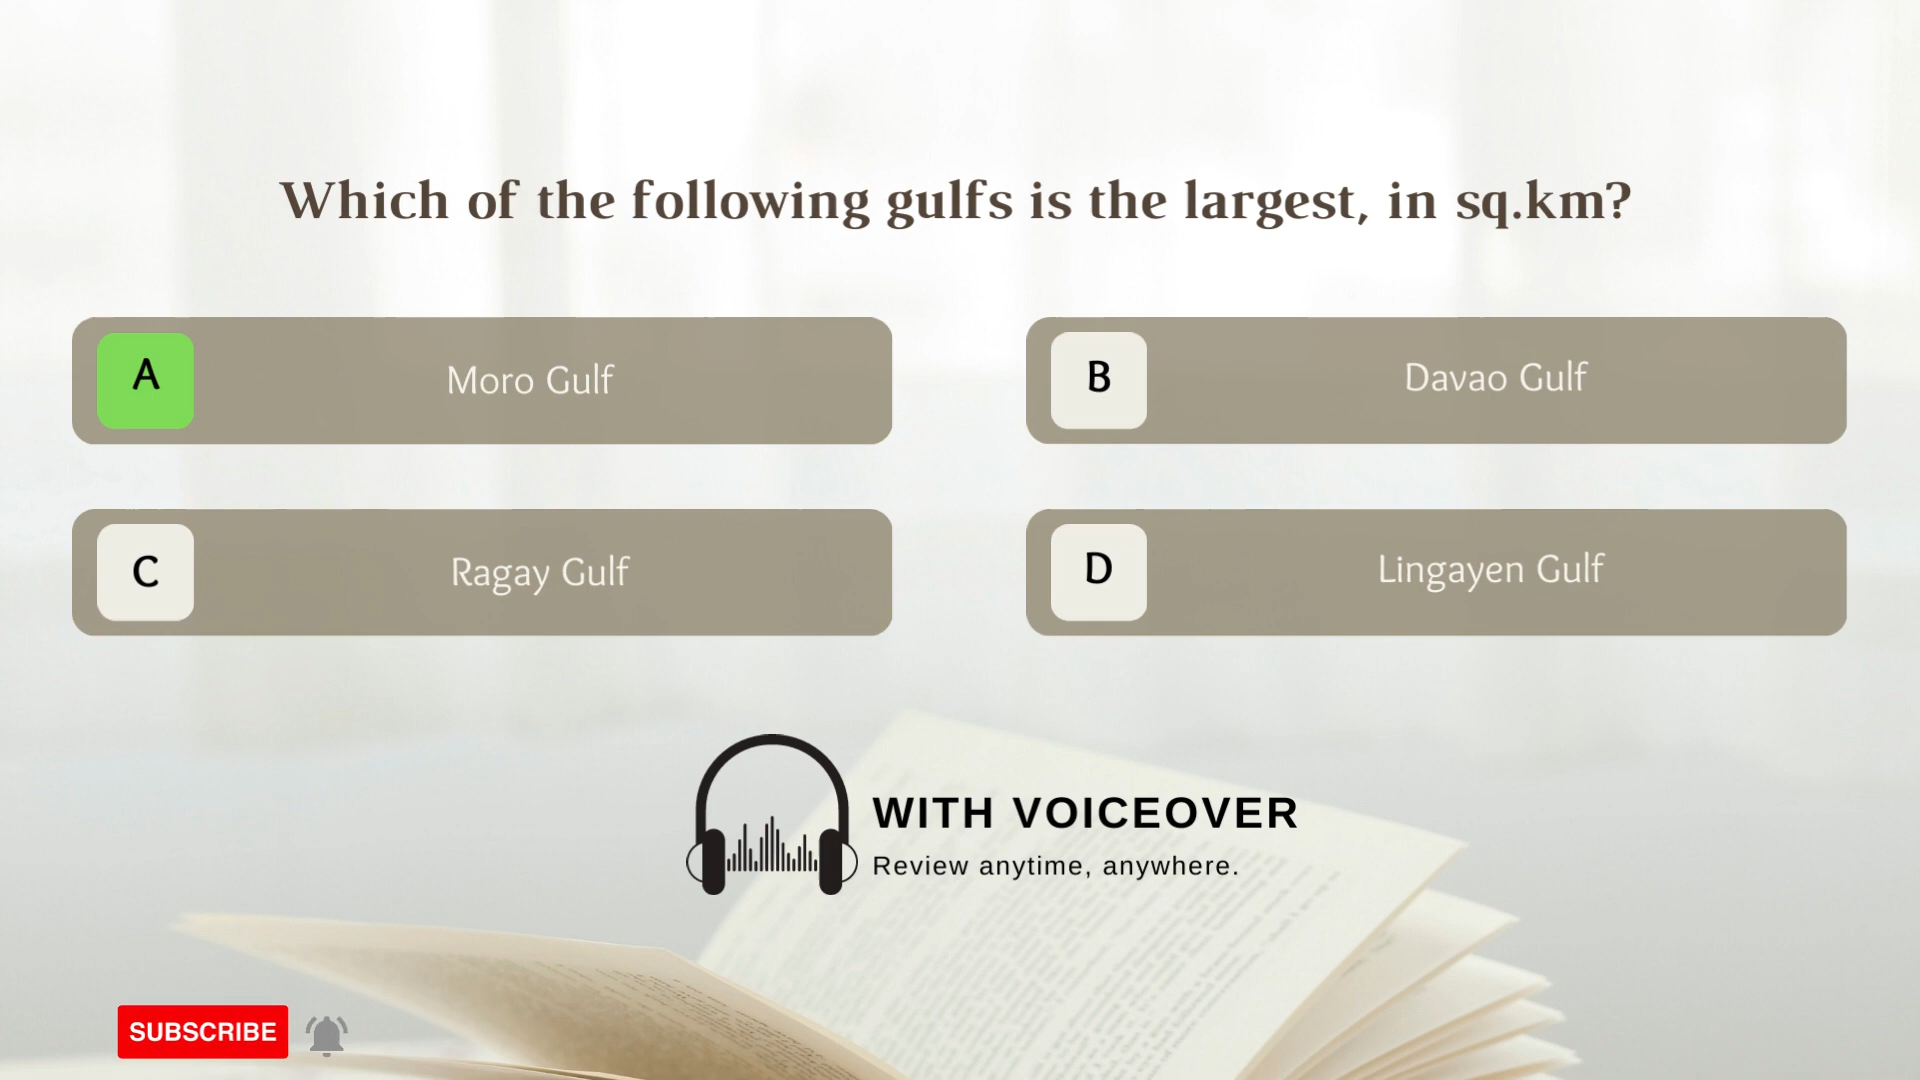 Which of the following gulfs is the largest, in sq.km?
A Moro Gulf
B Davao Gulf
C Ragay Gulf
D Lingayen Gulf
WITH VOICEOVER
Review anytime, anywhere.
SUBSCRIBE